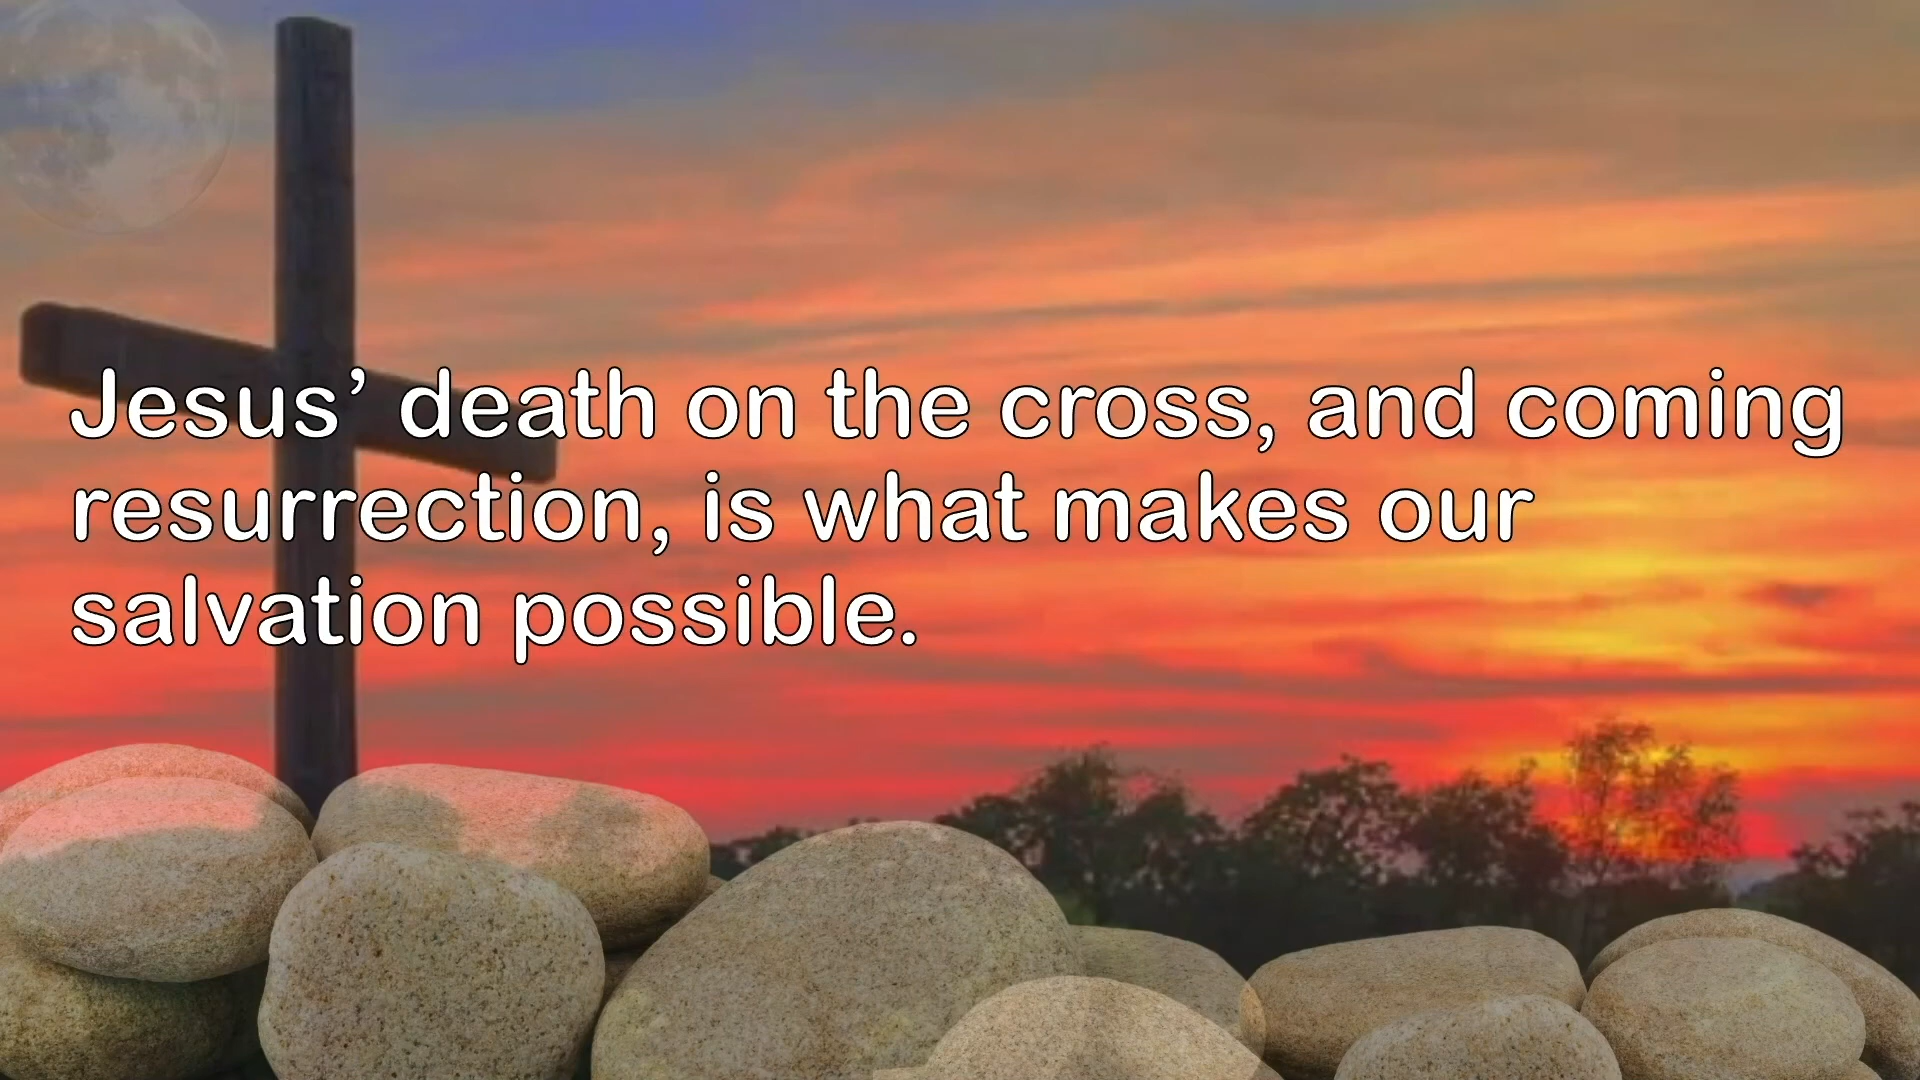 Jesus’ death on the cross, and coming
resurrection, is what makes our
salvation possible.